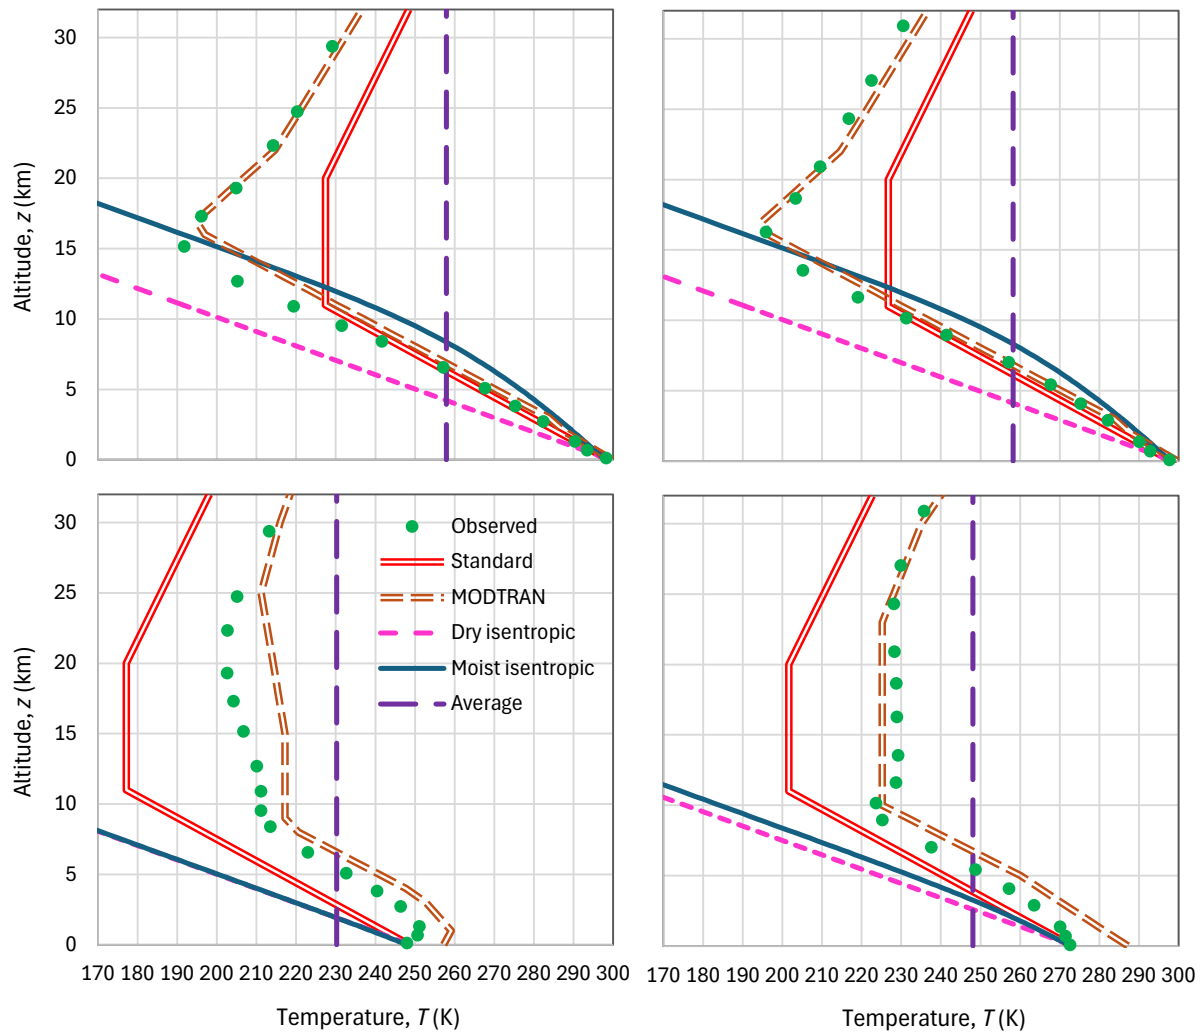 30
25
20
15
10
5
0
Altitude, z (km)
30
25
20
15
10
5
0
Altitude, z (km)
Observed
Standard
MODTRAN
Dry isentropic
Moist isentropic
Average
170 180 190 200 210 220 230 240 250 260 270 280 290 300
170 180 190 200 210 220 230 240 250 260 270 280 290 300
Temperature, T (K)
Temperature, T (K)